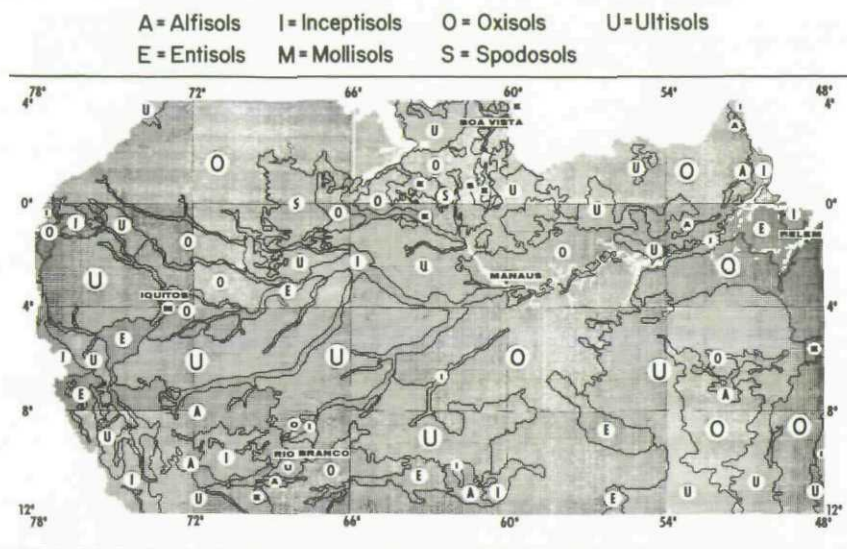 A = Alfisols I = Inceptisols O = Oxisols U = Ultisols
E = Entisols M = Mollisols S = Spodosols
78° 72° 66° 60° 54° 48°
4° 4°
U U BOA VISTA I A
O O U U O A I
S O O S U U
0° 0°
I U A E I
O O U I BELEM
U U I U O O
O E MANAUS
IQUITOS
M O
4° 4°
E
I U U U O U O
I A
E
8° A 8°
U O I U E O O
A I RIO BRANCO
I U O E I
U A A I E U U U
12° 12°
78° 72° 66° 60° 54° 48°